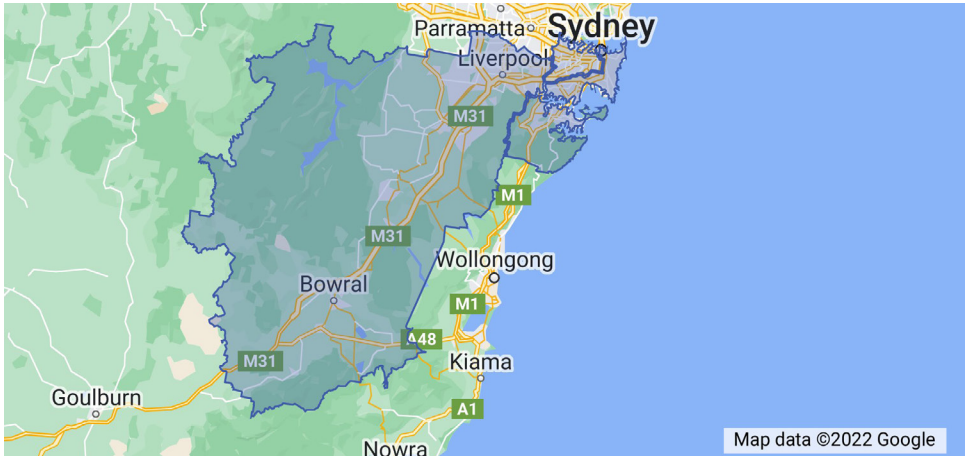 Parramatta
Sydney
Liverpool
M31
M1
M31
Wollongong
Bowral
M1
A48
M31
Kiama
Goulburn
A1
Nowra
Map data ©2022 Google